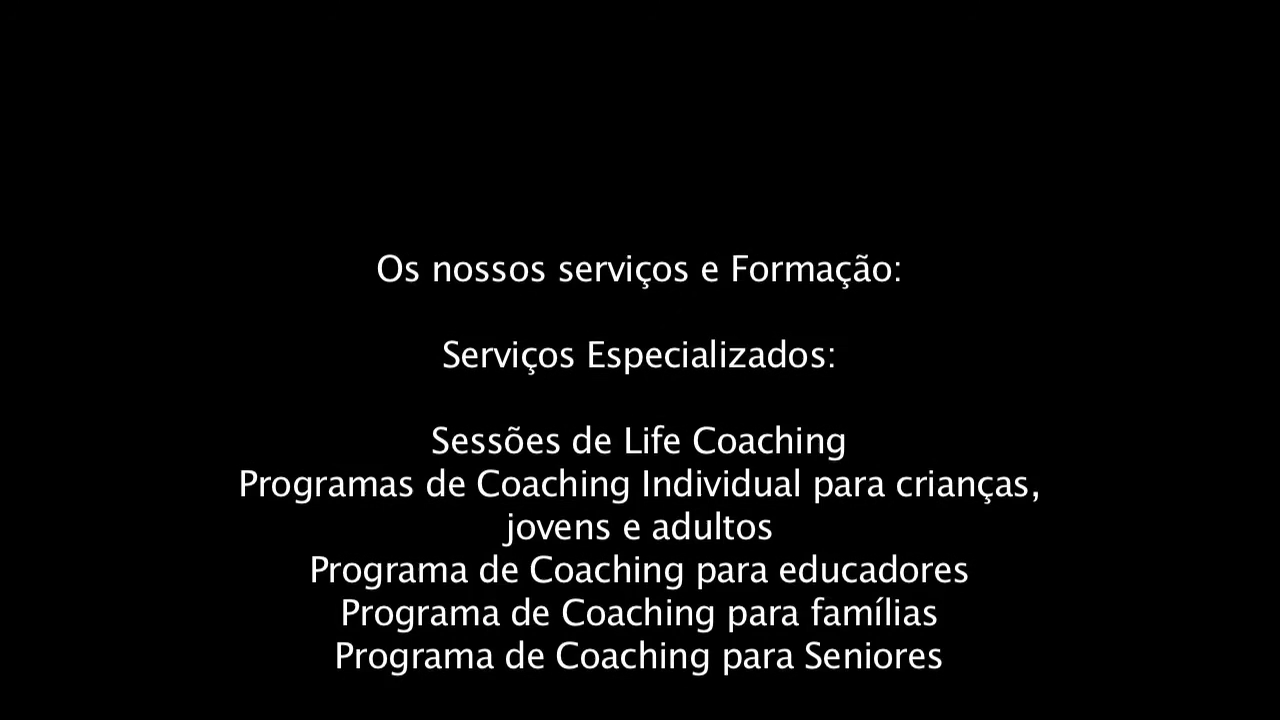 Os nossos serviços e Formação:
Serviços Especializados:
Sessões de Life Coaching
Programas de Coaching Individual para crianças,
jovens e adultos
Programa de Coaching para educadores
Programa de Coaching para famílias
Programa de Coaching para Seniores